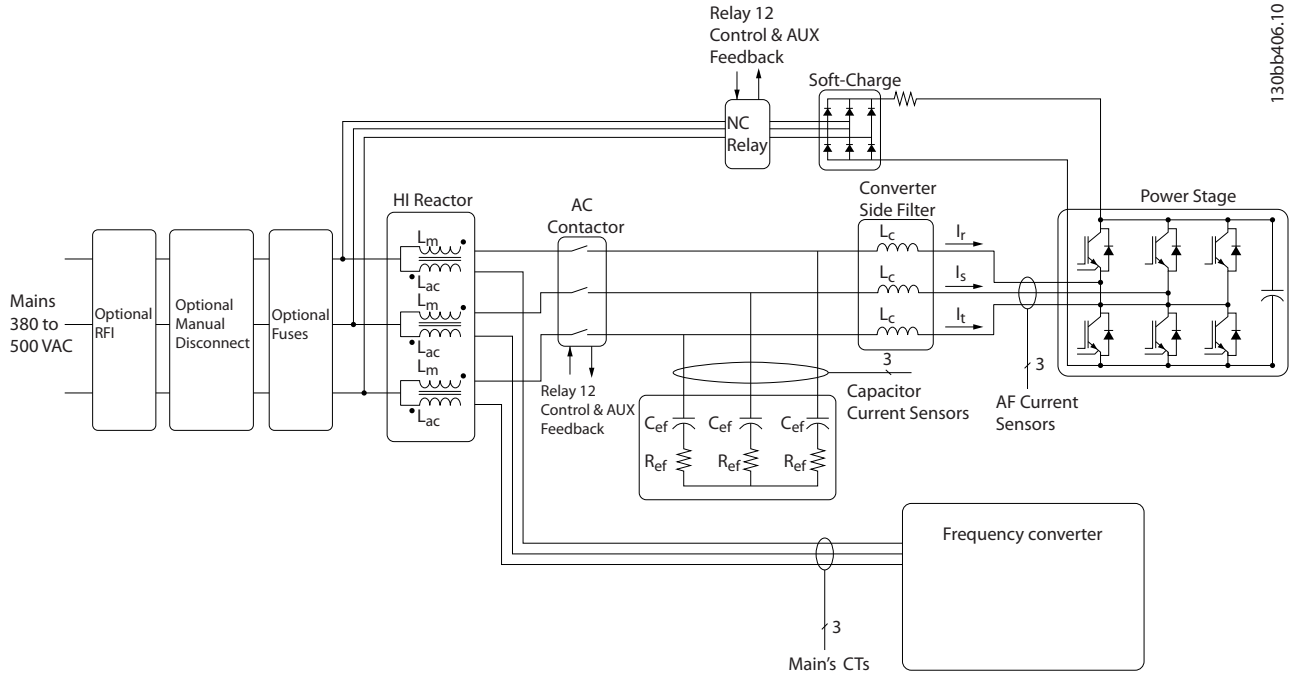 130bb406.10
Relay 12
Control & AUX
Feedback
NC
Relay
Soft-Charge
Converter
Side Filter
Power Stage
HI Reactor
AC
Contactor
Mains
380 to
500 VAC
Optional
RFI
Optional
Manual
Disconnect
Optional
Fuses
Lm
Lac
Lm
Lac
Lm
Lac
Lc
Lc
Lc
Ir
Is
It
Relay 12
Control & AUX
Feedback
3
Capacitor
Current Sensors
3
AF Current
Sensors
Cef
Cef
Cef
Ref
Ref
Ref
Frequency converter
3
Main's CTs